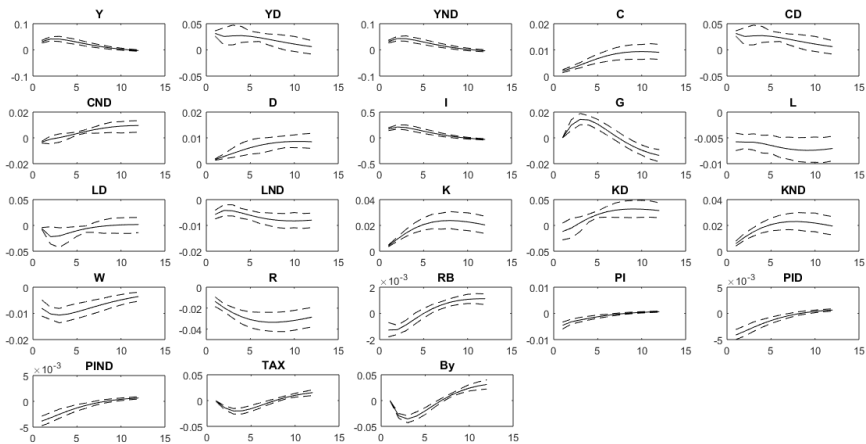 Y YD YND C CD
0.1 0.05 0.1 0.02 0.05
0 0 0 0.01 0
-0.1 -0.05 -0.1 0 -0.05
0 5 10 15 0 5 10 15 0 5 10 15 0 5 10 15 0 5 10 15
CND D I G L
0.02 0.02 0.5 0.02 0
0 0.01 0 0 -0.005
-0.02 0 -0.5 -0.02 -0.01
0 5 10 15 0 5 10 15 0 5 10 15 0 5 10 15 0 5 10 15
LD LND K KD KND
0.05 0 0.04 0.05 0.04
0 -0.01 0.02 0 0.02
-0.05 -0.02 0 -0.05 0
0 5 10 15 0 5 10 15 0 5 10 15 0 5 10 15 0 5 10 15
W R RB PI PID
×10⁻³ ×10⁻³
0 0 2 0.01 5
-0.01 -0.02 0 0 0
-0.02 -0.04 -2 -0.01 -5
0 5 10 15 0 5 10 15 0 5 10 15 0 5 10 15 0 5 10 15
PIND TAX By
×10⁻³
5 0.05 0.05
0 0 0
-5 -0.05 -0.05
0 5 10 15 0 5 10 15 0 5 10 15